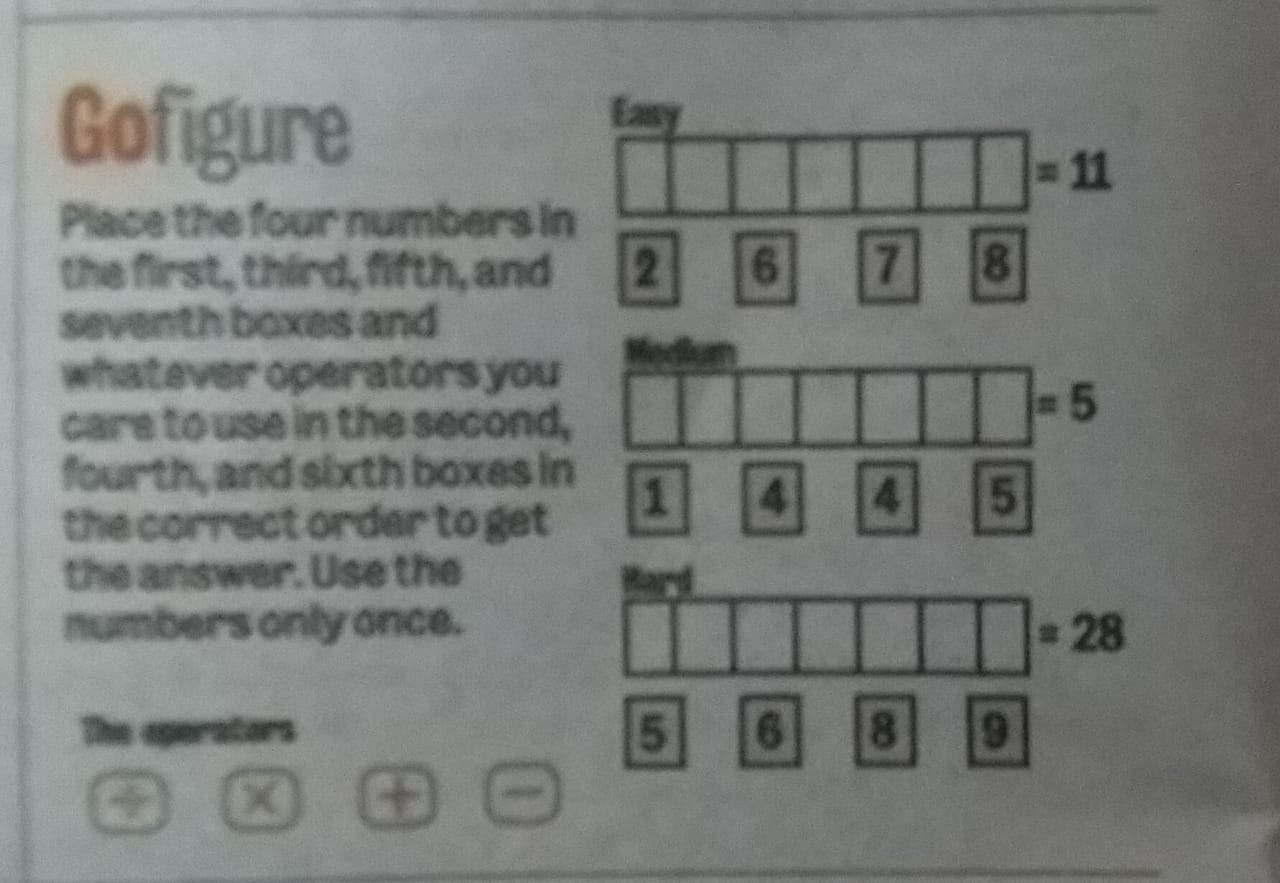 Gofigure
Place the four numbers in
the first, third, fifth, and
seventh boxes and
whatever operators you
care to use in the second,
fourth, and sixth boxes in
the correct order to get
the answer. Use the
numbers only once.
The operators
÷ × + −
Easy
= 11
2 6 7 8
Medium
= 5
1 4 4 5
Hard
= 28
5 6 8 9